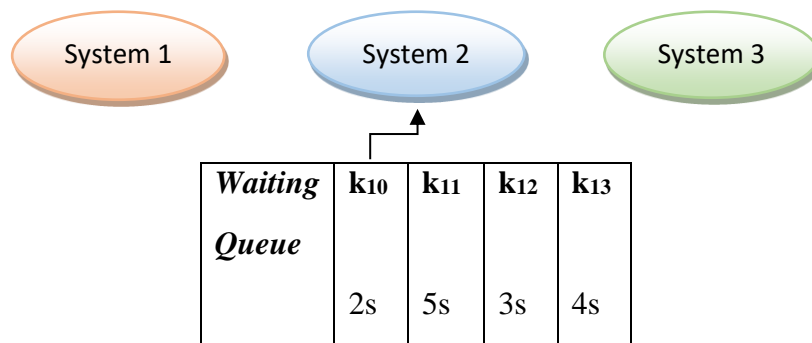 System 1 System 2 System 3
Waiting k10 k11 k12 k13
Queue
2s 5s 3s 4s